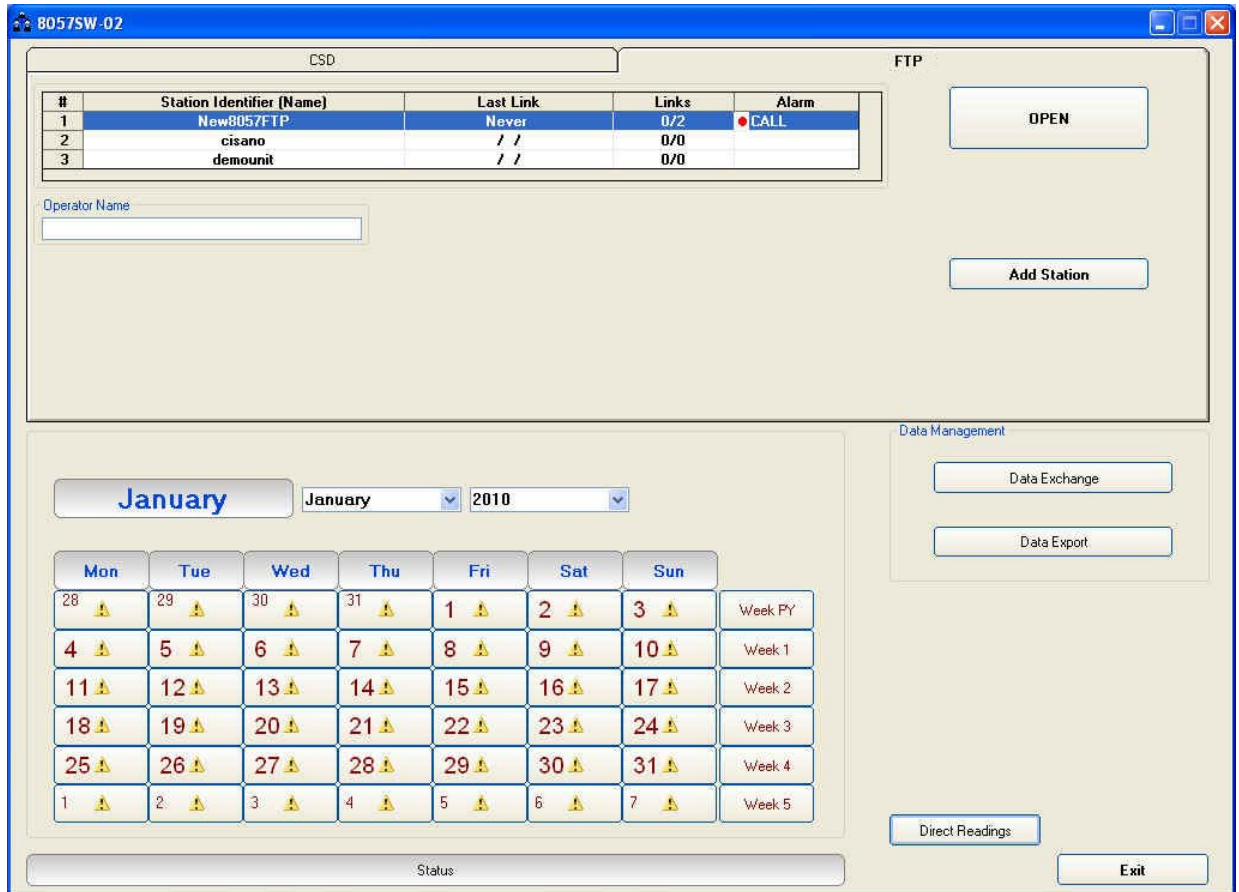 8057SW-02
CSD
FTP
# Station Identifier (Name) Last Link Links Alarm
1 New8057FTP Never 0/2 CALL
2 cisano / / 0/0
3 demounit / / 0/0
OPEN
Operator Name
Add Station
Data Management
January January 2010
Data Exchange
Data Export
Mon Tue Wed Thu Fri Sat Sun
28 29 30 31 1 2 3 Week PY
4 5 6 7 8 9 10 Week 1
11 12 13 14 15 16 17 Week 2
18 19 20 21 22 23 24 Week 3
25 26 27 28 29 30 31 Week 4
1 2 3 4 5 6 7 Week 5
Direct Readings
Status
Exit